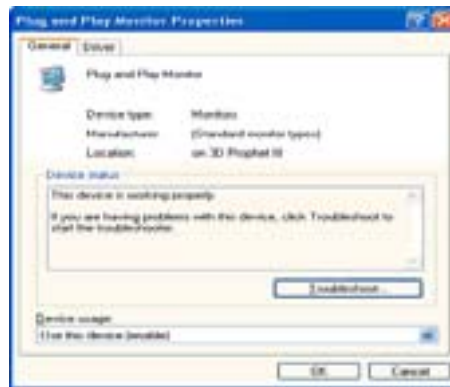 Plug and Play Monitor Properties
General Driver
Plug and Play Monitor
Device type: Monitors
Manufacturer: (Standard monitor types)
Location: on 3D Prophet III
Device status
This device is working properly.
If you are having problems with this device, click Troubleshoot to
start the troubleshooter.
Troubleshoot...
Device usage:
Use this device (enable)
OK Cancel